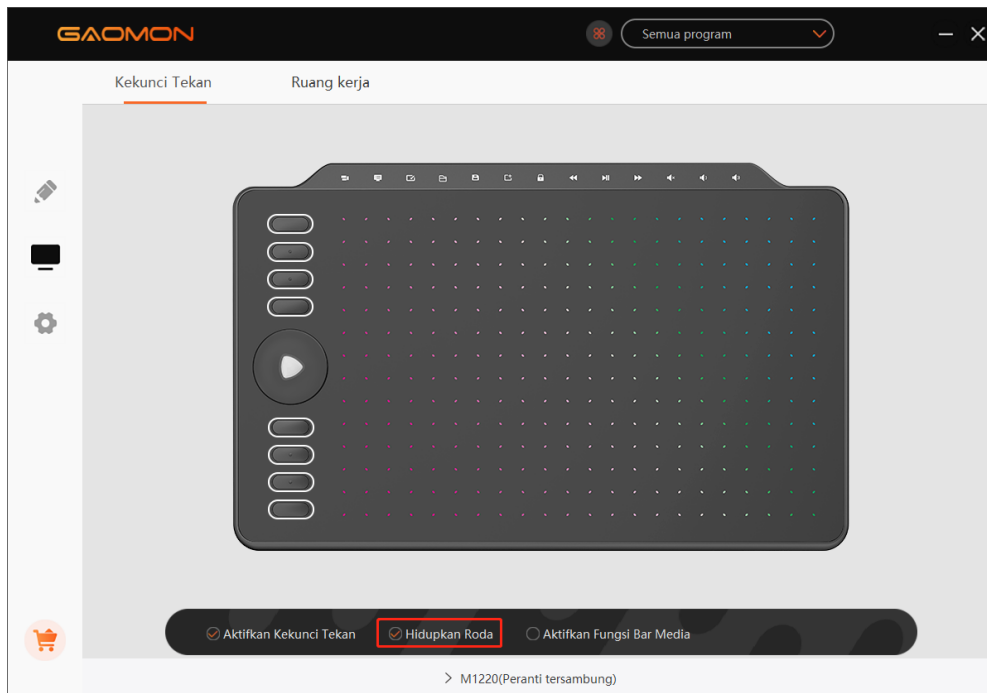 GAOMON
Semua program
Kekunci Tekan
Ruang kerja
Aktifkan Kekunci Tekan
Hidupkan Roda
Aktifkan Fungsi Bar Media
M1220(Peranti tersambung)